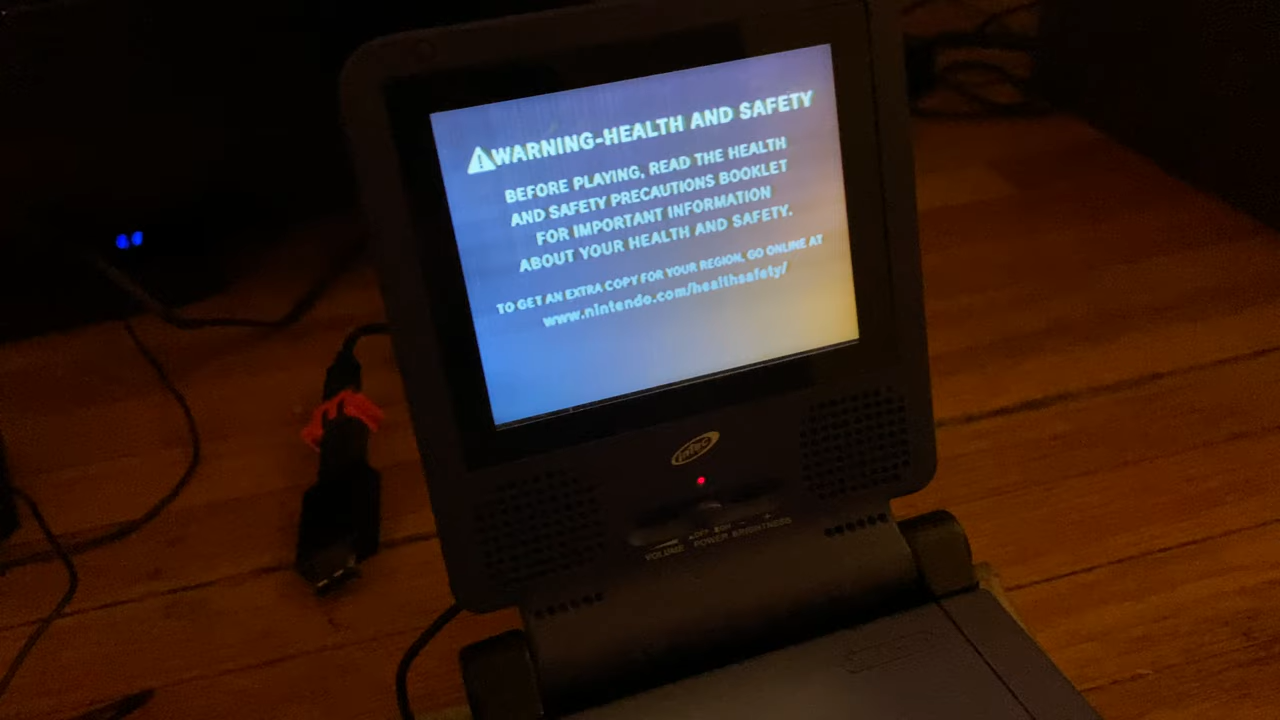 WARNING-HEALTH AND SAFETY
BEFORE PLAYING, READ THE HEALTH
AND SAFETY PRECAUTIONS BOOKLET
FOR IMPORTANT INFORMATION
ABOUT YOUR HEALTH AND SAFETY.
TO GET AN EXTRA COPY FOR YOUR REGION, GO ONLINE AT
www.nintendo.com/healthsafety/
InteC
VOLUME POWER BRIGHTNESS